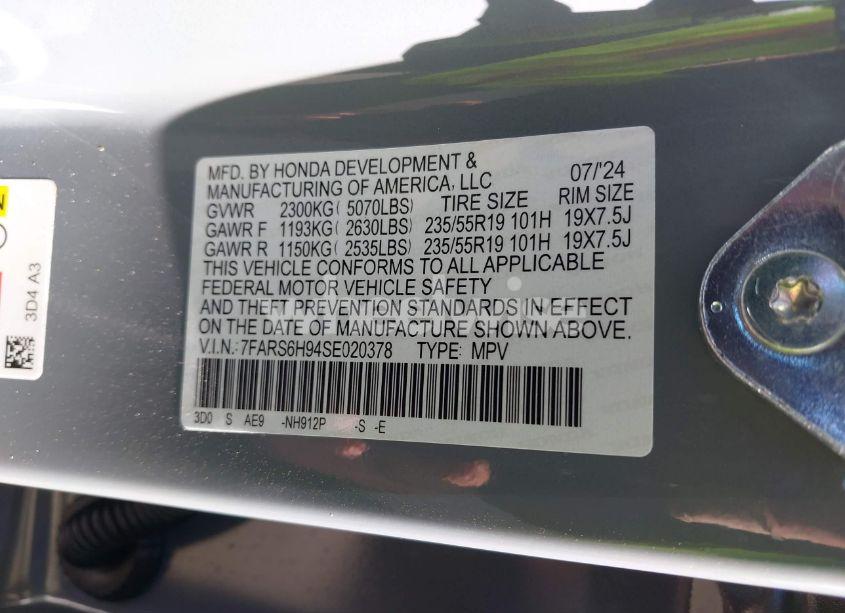 MFD. BY HONDA DEVELOPMENT & 07/'24
MANUFACTURING OF AMERICA, LLC
GVWR 2300KG( 5070LBS) TIRE SIZE RIM SIZE
GAWR F 1193KG( 2630LBS) 235/55R19 101H 19X7.5J
GAWR R 1150KG( 2535LBS) 235/55R19 101H 19X7.5J
THIS VEHICLE CONFORMS TO ALL APPLICABLE
FEDERAL MOTOR VEHICLE SAFETY
AND THEFT PREVENTION STANDARDS IN EFFECT
ON THE DATE OF MANUFACTURE SHOWN ABOVE.
V.I.N.: 7FARS6H94SE020378 TYPE: MPV
3D0 S AE9 -NH912P -S -E
3D4 A3